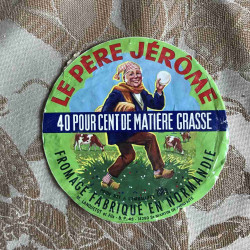 LE PÈRE JÉRÔME
40 POUR CENT DE MATIÈRE GRASSE
FROMAGE FABRIQUÉ EN NORMANDIE